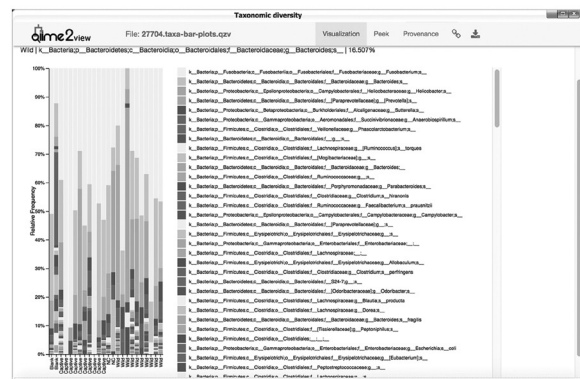 Taxonomic diversity
qiime2view
File: 27704.taxa-bar-plots.qzv
Visualization
Peek
Provenance
Wild | k__Bacteria;p__Bacteroidetes;c__Bacteroidia;o__Bacteroidales;f__Bacteroidaceae;g__Bacteroides;s__ | 16.507%
Relative Frequency
100%
90%
80%
70%
60%
50%
40%
30%
20%
10%
0%
k__Bacteria;p__Fusobacteria;c__Fusobacteriia;o__Fusobacteriales;f__Fusobacteriaceae;g__Fusobacterium;s__
k__Bacteria;p__Bacteroidetes;c__Bacteroidia;o__Bacteroidales;f__Bacteroidaceae;g__Bacteroides;s__
k__Bacteria;p__Proteobacteria;c__Epsilonproteobacteria;o__Campylobacterales;f__Helicobacteraceae;g__Helicobacter;s__
k__Bacteria;p__Bacteroidetes;c__Bacteroidia;o__Bacteroidales;f__[Paraprevotellaceae];g__[Prevotella];s__
k__Bacteria;p__Proteobacteria;c__Betaproteobacteria;o__Burkholderiales;f__Alcaligenaceae;g__Sutterella;s__
k__Bacteria;p__Proteobacteria;c__Gammaproteobacteria;o__Aeromonadales;f__Succinivibrionaceae;g__Anaerobiospirillum;s__
k__Bacteria;p__Firmicutes;c__Clostridia;o__Clostridiales;f__Veillonellaceae;g__Phascolarctobacterium;s__
k__Bacteria;p__Bacteroidetes;c__Bacteroidia;o__Bacteroidales;f__;g__;s__
k__Bacteria;p__Firmicutes;c__Clostridia;o__Clostridiales;f__Lachnospiraceae;g__[Ruminococcus];s__torques
k__Bacteria;p__Firmicutes;c__Clostridia;o__Clostridiales;f__[Mogibacteriaceae];g__;s__
k__Bacteria;p__Bacteroidetes;c__Bacteroidia;o__Bacteroidales;f__Bacteroidaceae;g__Bacteroides;__
k__Bacteria;p__Firmicutes;c__Clostridia;o__Clostridiales;f__Ruminococcaceae;g__;s__
k__Bacteria;p__Bacteroidetes;c__Bacteroidia;o__Bacteroidales;f__Porphyromonadaceae;g__Parabacteroides;s__
k__Bacteria;p__Firmicutes;c__Clostridia;o__Clostridiales;f__Clostridiaceae;g__Clostridium;s__hiranonis
k__Bacteria;p__Firmicutes;c__Clostridia;o__Clostridiales;f__Ruminococcaceae;g__Faecalibacterium;s__prausnitzii
k__Bacteria;p__Proteobacteria;c__Epsilonproteobacteria;o__Campylobacterales;f__Campylobacteraceae;g__Campylobacter;s__
k__Bacteria;p__Bacteroidetes;c__Bacteroidia;o__Bacteroidales;f__[Paraprevotellaceae];g__;s__
k__Bacteria;p__Firmicutes;c__Erysipelotrichi;o__Erysipelotrichales;f__Erysipelotrichaceae;g__;s__
k__Bacteria;p__Proteobacteria;c__Gammaproteobacteria;o__Enterobacteriales;f__Enterobacteriaceae;__;__
k__Bacteria;p__Firmicutes;c__Clostridia;o__Clostridiales;f__Lachnospiraceae;__;__
k__Bacteria;p__Firmicutes;c__Erysipelotrichi;o__Erysipelotrichales;f__Erysipelotrichaceae;g__Allobaculum;s__
k__Bacteria;p__Firmicutes;c__Clostridia;o__Clostridiales;f__Clostridiaceae;g__Clostridium;s__perfringens
k__Bacteria;p__Bacteroidetes;c__Bacteroidia;o__Bacteroidales;f__S24-7;g__;s__
k__Bacteria;p__Bacteroidetes;c__Bacteroidia;o__Bacteroidales;f__[Odoribacteraceae];g__Odoribacter;s__
k__Bacteria;p__Firmicutes;c__Clostridia;o__Clostridiales;f__Lachnospiraceae;g__Blautia;s__producta
k__Bacteria;p__Firmicutes;c__Clostridia;o__Clostridiales;f__Lachnospiraceae;g__Dorea;s__
k__Bacteria;p__Bacteroidetes;c__Bacteroidia;o__Bacteroidales;f__Bacteroidaceae;g__Bacteroides;s__fragilis
k__Bacteria;p__Firmicutes;c__Clostridia;o__Clostridiales;f__[Tissierellaceae];g__Peptoniphilus;s__
k__Bacteria;p__Firmicutes;c__Clostridia;o__Clostridiales;__;__;__
k__Bacteria;p__Proteobacteria;c__Gammaproteobacteria;o__Enterobacteriales;f__Enterobacteriaceae;g__Escherichia;s__coli
k__Bacteria;p__Firmicutes;c__Erysipelotrichi;o__Erysipelotrichales;f__Erysipelotrichaceae;g__[Eubacterium];s__
k__Bacteria;p__Firmicutes;c__Clostridia;o__Clostridiales;f__Peptostreptococcaceae;g__;s__